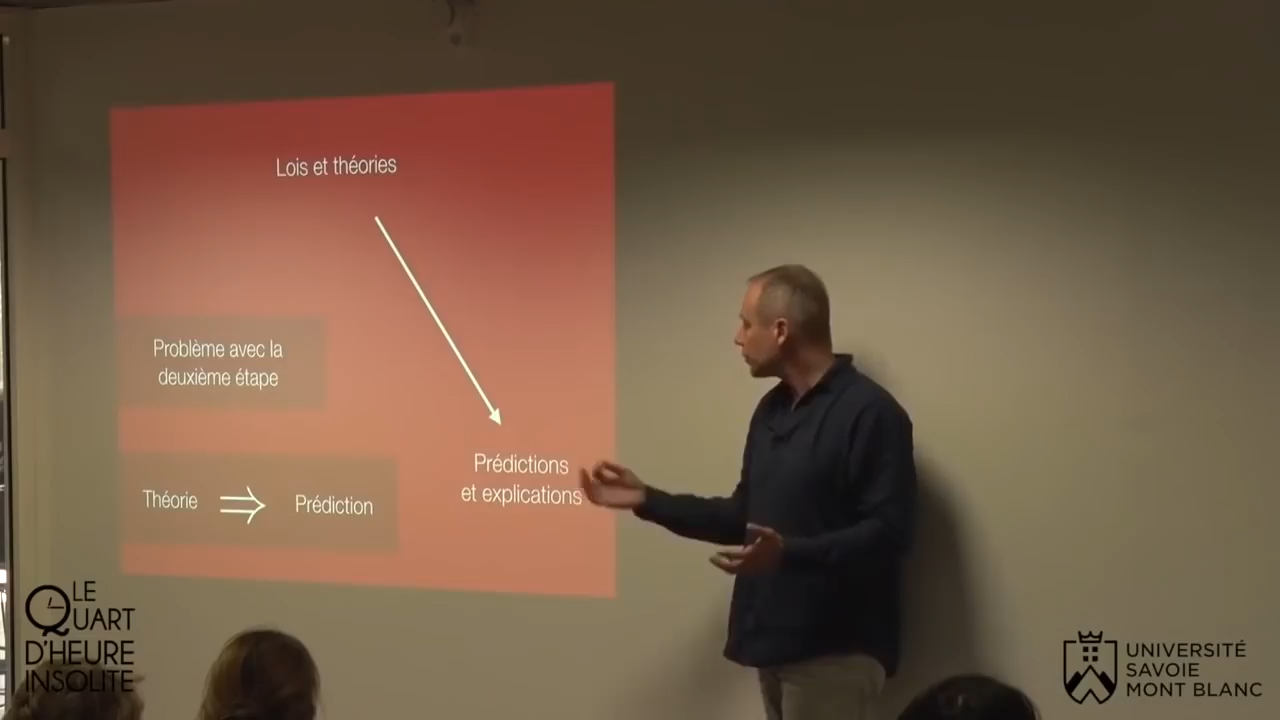 Lois et théories
Problème avec la
deuxième étape
Prédictions
et explications
Théorie ⇒ Prédiction
LE
QUART
D'HEURE
INSOLITE
UNIVERSITÉ
SAVOIE
MONT BLANC